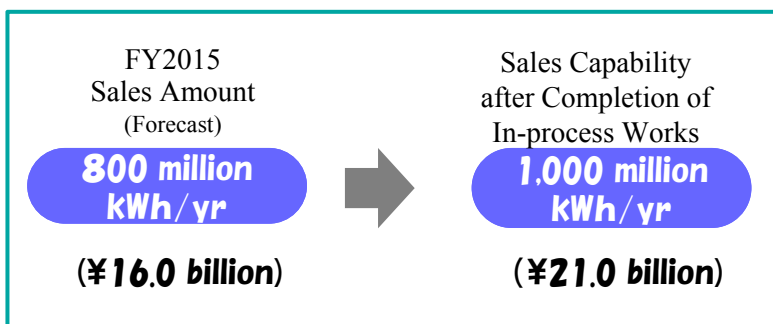 FY2015
Sales Amount
(Forecast)
800 million
kWh/yr
(¥16.0 billion)
Sales Capability
after Completion of
In-process Works
1,000 million
kWh/yr
(¥21.0 billion)